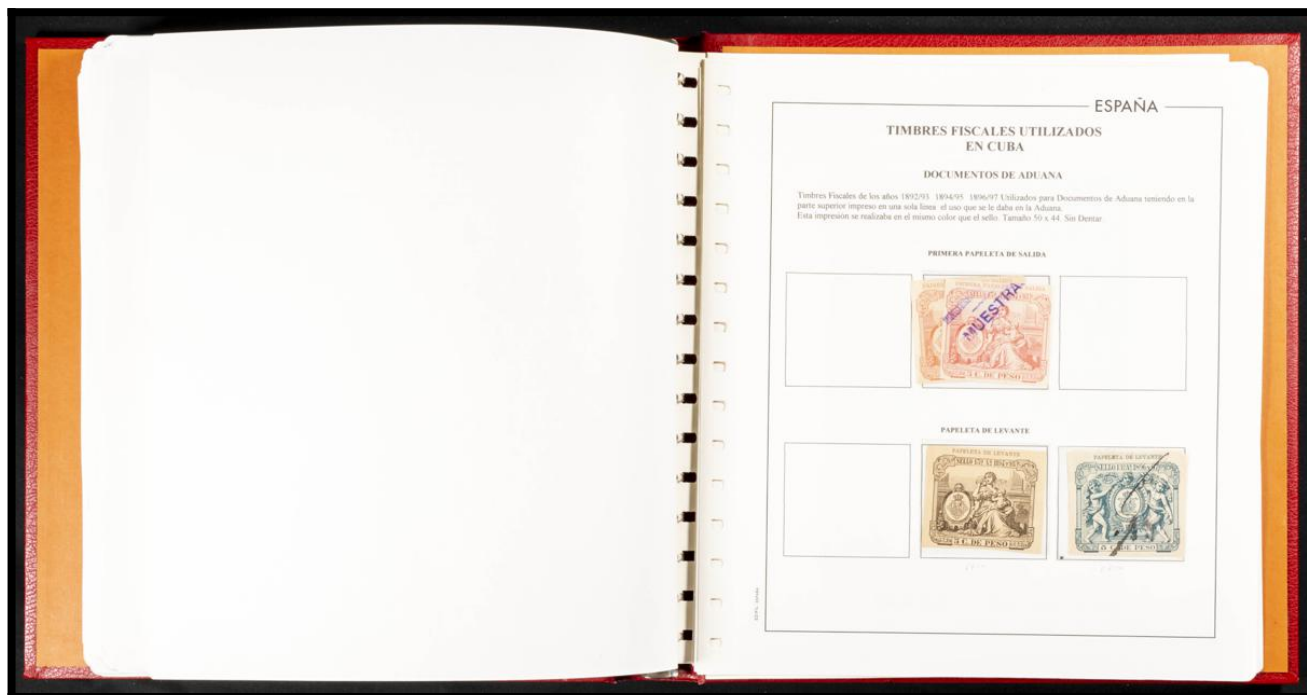 ESPAÑA
TIMBRES FISCALES UTILIZADOS
EN CUBA
DOCUMENTOS DE ADUANA
Timbres Fiscales de los años 1892/93 1894/95 1896/97 Utilizados para Documentos de Aduana teniendo en la
parte superior impreso en una sola linea el uso que se le daba en la Aduana.
Esta impresión se realizaba en el mismo color que el sello. Tamaño 50 x 44. Sin Dentar
PRIMERA PAPELETA DE SALIDA
MUESTRA
5 C. DE PESO
PAPELETA DE LEVANTE
PAPELETA DE LEVANTE
5 C. DE PESO
PAPELETA DE LEVANTE
5 C. DE PESO